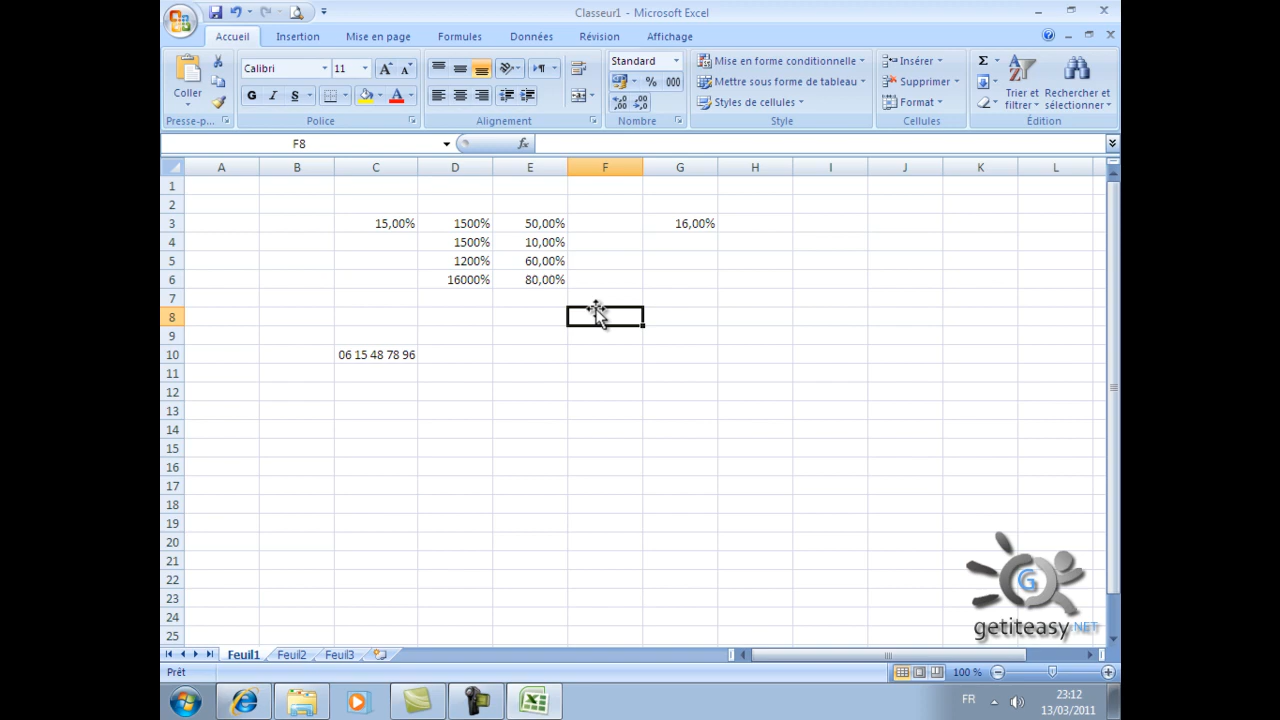 Classeur1 - Microsoft Excel
Accueil Insertion Mise en page Formules Données Révision Affichage
Coller
Presse-p...
Calibri 11
G I S
Police
Alignement
Standard
% 000
Nombre
Mise en forme conditionnelle
Mettre sous forme de tableau
Styles de cellules
Style
Insérer
Supprimer
Format
Cellules
Σ
Trier et filtrer
Rechercher et sélectionner
Édition
F8 fx
A B C D E F G H I J K L
1
2
3 15,00% 1500% 50,00% 16,00%
4 1500% 10,00%
5 1200% 60,00%
6 16000% 80,00%
7
8
9
10 06 15 48 78 96
11
12
13
14
15
16
17
18
19
20
21
22
23
24
25
G
getiteasy.NET
Feuil1 Feuil2 Feuil3
Prêt 100 %
FR 23:12
13/03/2011